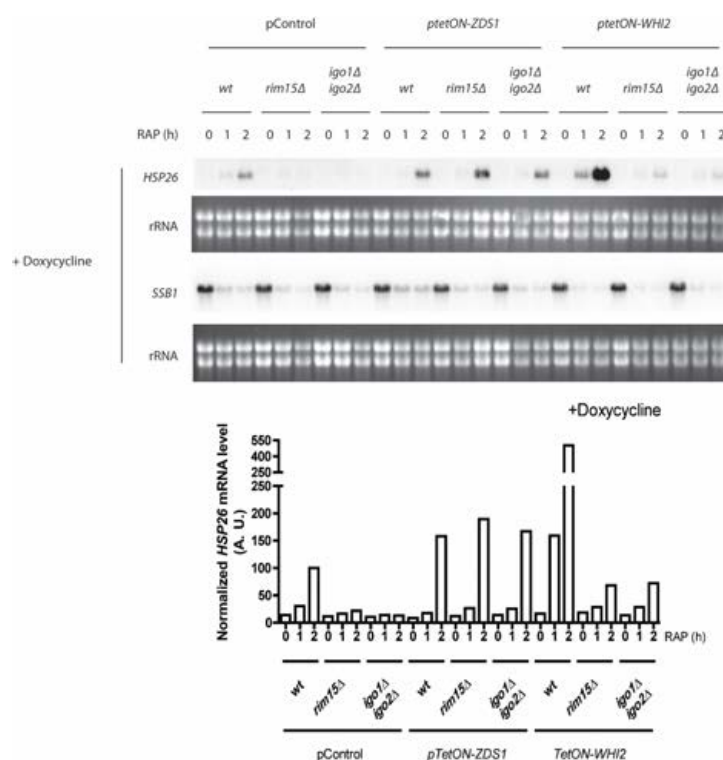 pControl ptetON-ZDS1 ptetON-WHI2
wt rim15Δ igo1Δ igo2Δ wt rim15Δ igo1Δ igo2Δ wt rim15Δ igo1Δ igo2Δ
RAP (h) 0 1 2 0 1 2 0 1 2 0 1 2 0 1 2 0 1 2 0 1 2 0 1 2 0 1 2
HSP26
rRNA
+ Doxycycline
SSB1
rRNA
+Doxycycline
Normalized HSP26 mRNA level
(A. U.)
550
400
250
250
200
150
100
50
0
0 1 2 0 1 2 0 1 2 0 1 2 0 1 2 0 1 2 0 1 2 0 1 2 0 1 2 RAP (h)
wt rim15Δ igo1Δ igo2Δ wt rim15Δ igo1Δ igo2Δ wt rim15Δ igo1Δ igo2Δ
pControl pTetON-ZDS1 TetON-WHI2